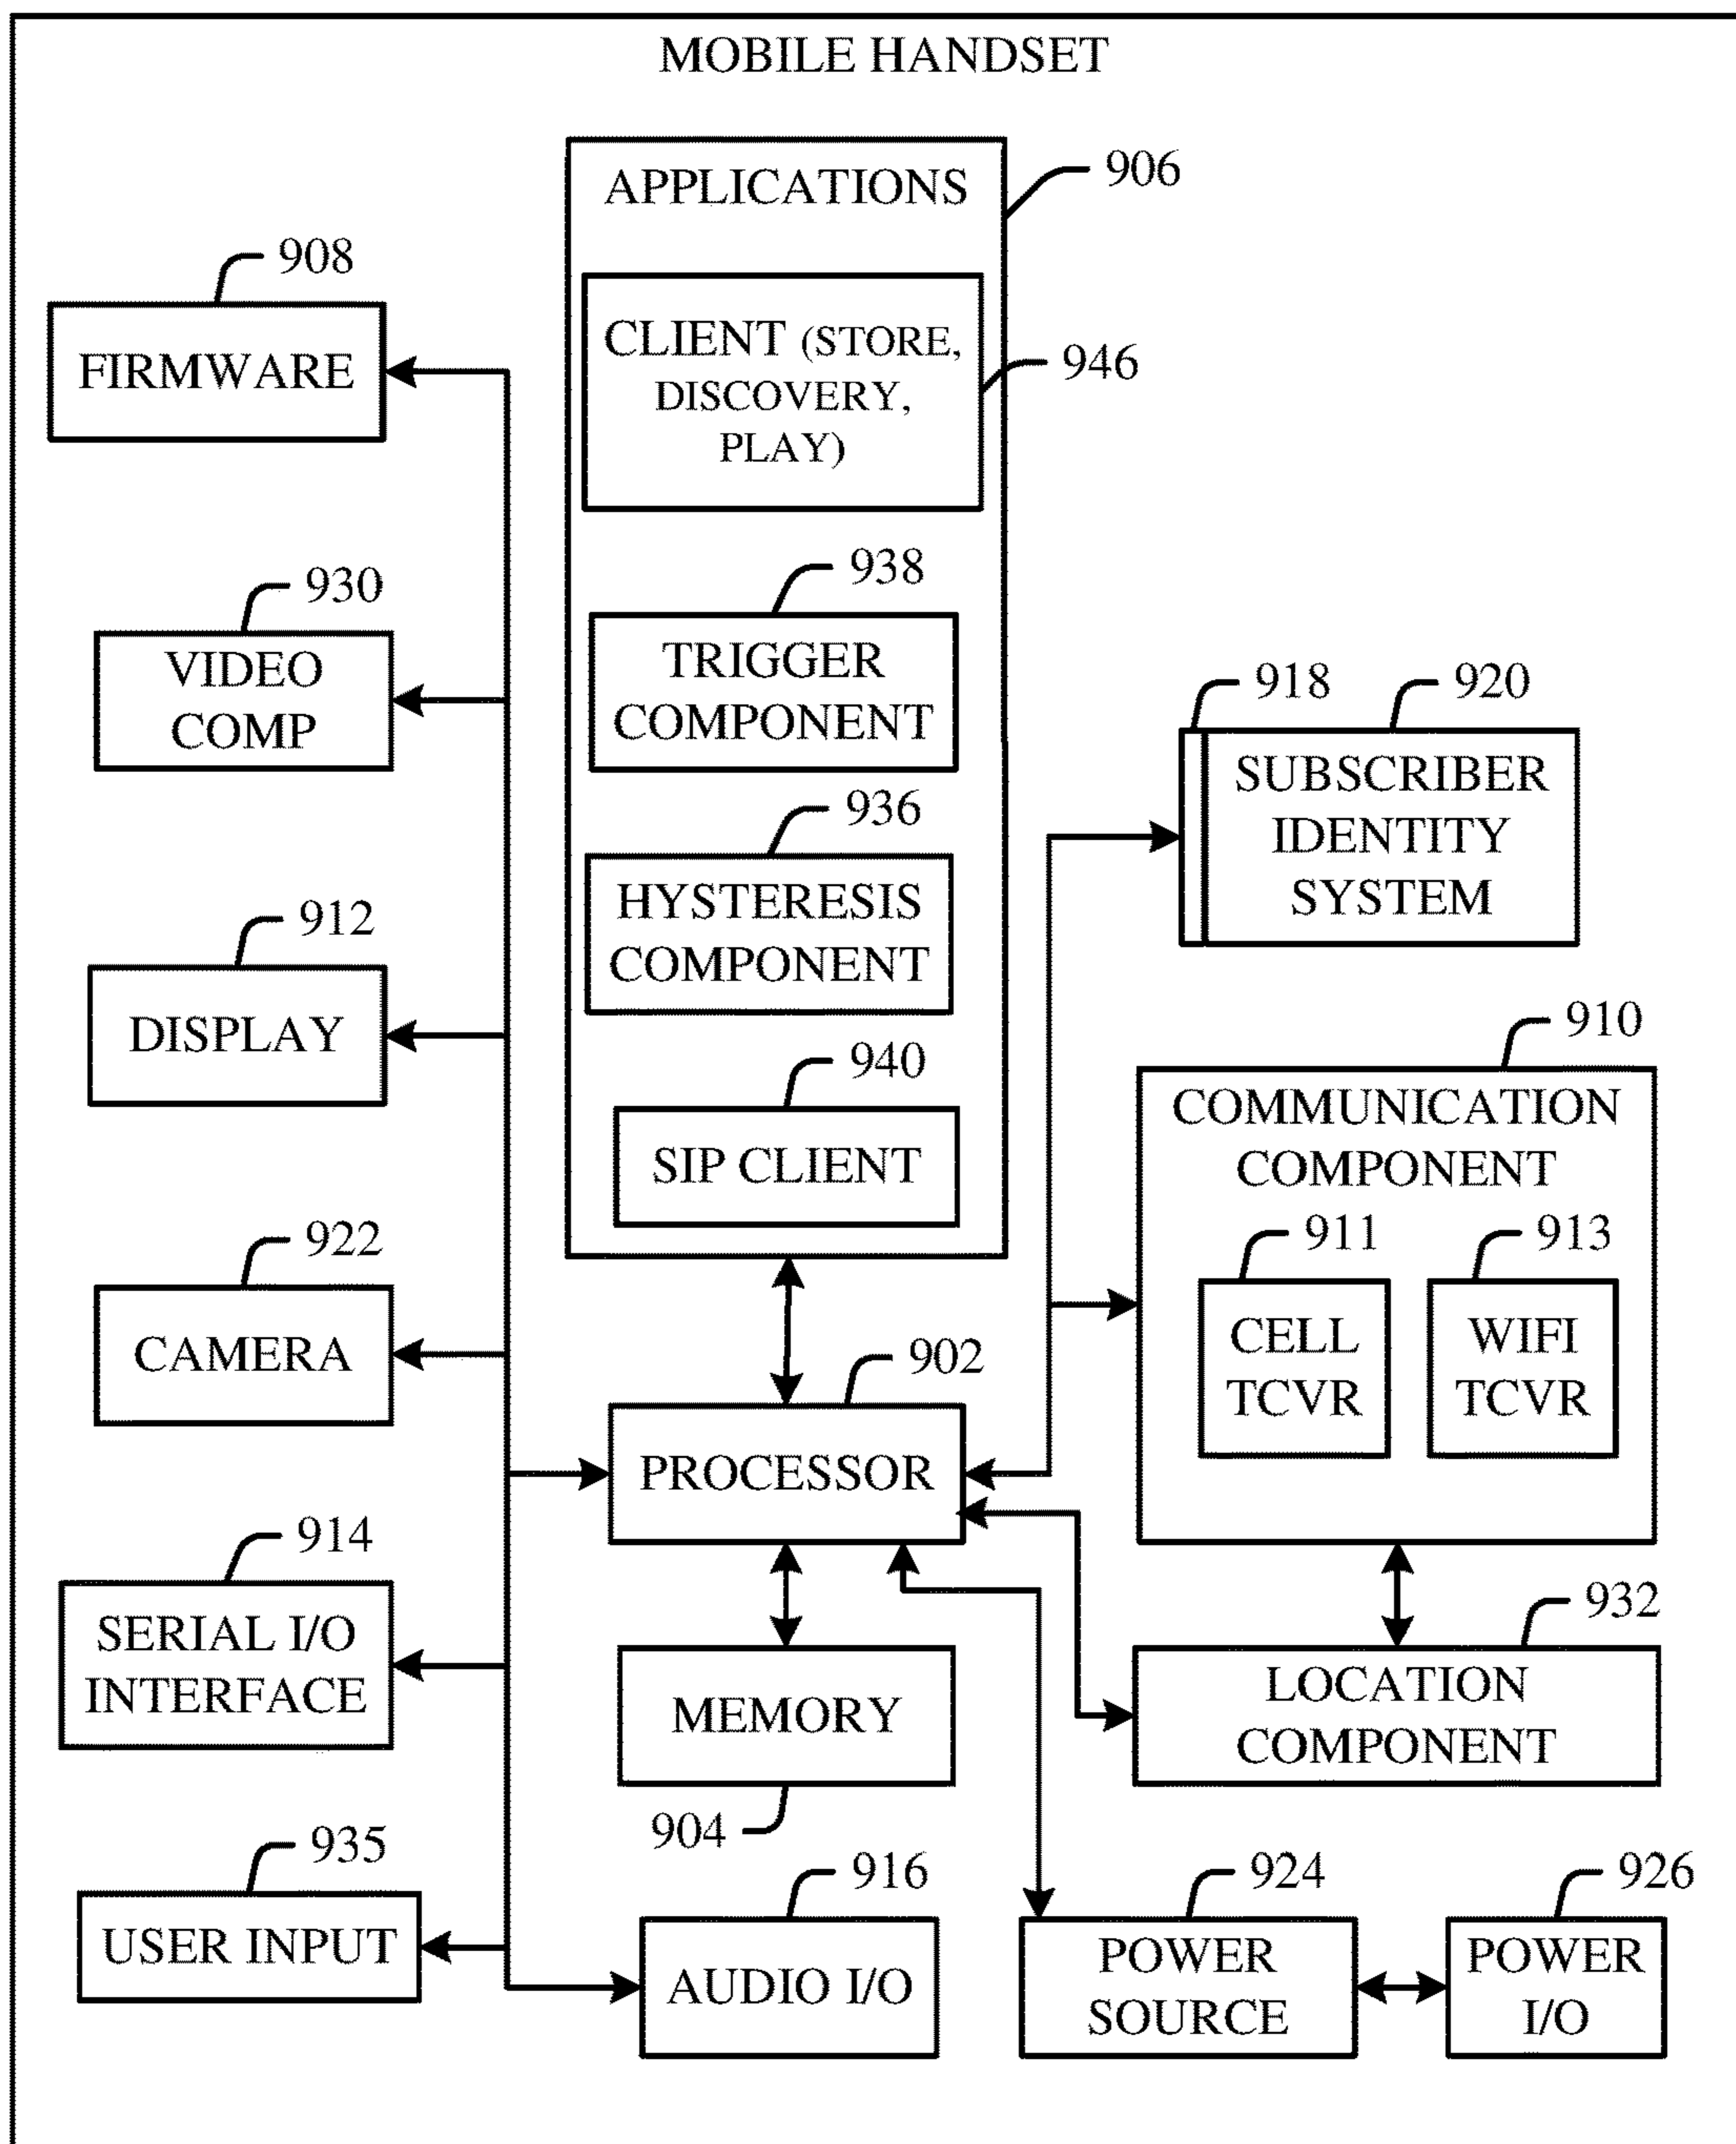 MOBILE HANDSET
APPLICATIONS
906
CLIENT (STORE,
DISCOVERY,
PLAY)
946
938
TRIGGER
COMPONENT
936
HYSTERESIS
COMPONENT
940
SIP CLIENT
908
FIRMWARE
930
VIDEO
COMP
912
DISPLAY
922
CAMERA
914
SERIAL I/O
INTERFACE
935
USER INPUT
902
PROCESSOR
MEMORY
904
916
AUDIO I/O
918
920
SUBSCRIBER
IDENTITY
SYSTEM
910
COMMUNICATION
COMPONENT
911
CELL
TCVR
913
WIFI
TCVR
932
LOCATION
COMPONENT
924
POWER
SOURCE
926
POWER
I/O